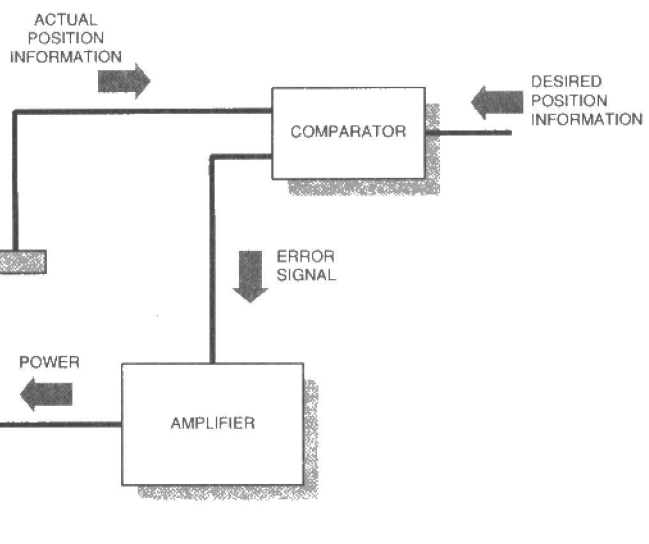 ACTUAL
POSITION
INFORMATION
DESIRED
POSITION
INFORMATION
COMPARATOR
ERROR
SIGNAL
POWER
AMPLIFIER